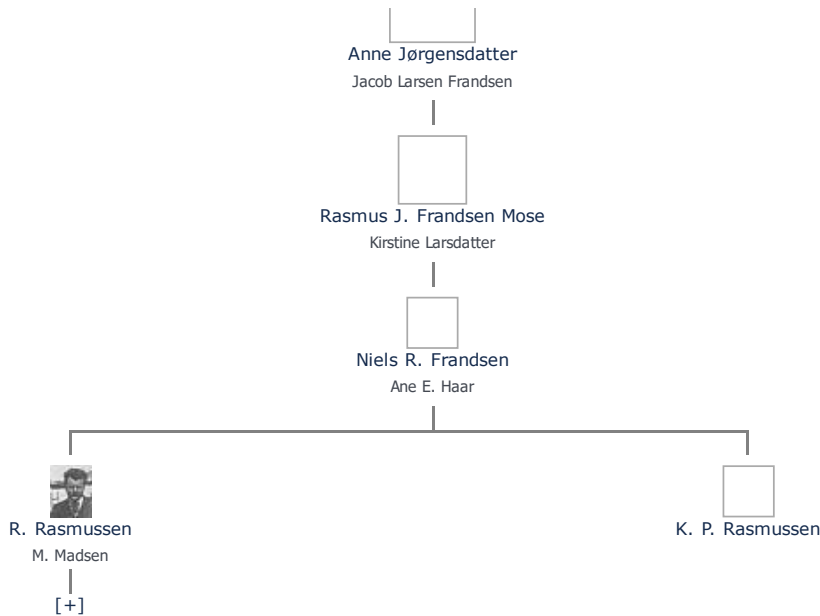 Anne Jørgensdatter
Jacob Larsen Frandsen
Rasmus J. Frandsen Mose
Kirstine Larsdatter
Niels R. Frandsen
Ane E. Haar
R. Rasmussen
M. Madsen
[+]
K. P. Rasmussen